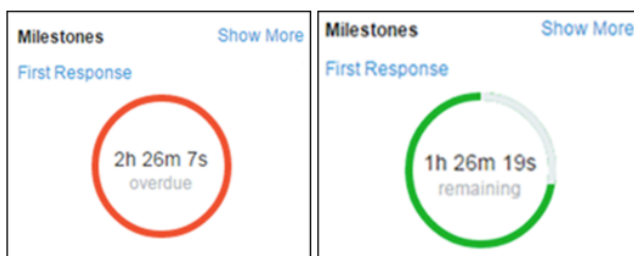 Milestones Show More
First Response
2h 26m 7s
overdue
Milestones Show More
First Response
1h 26m 19s
remaining